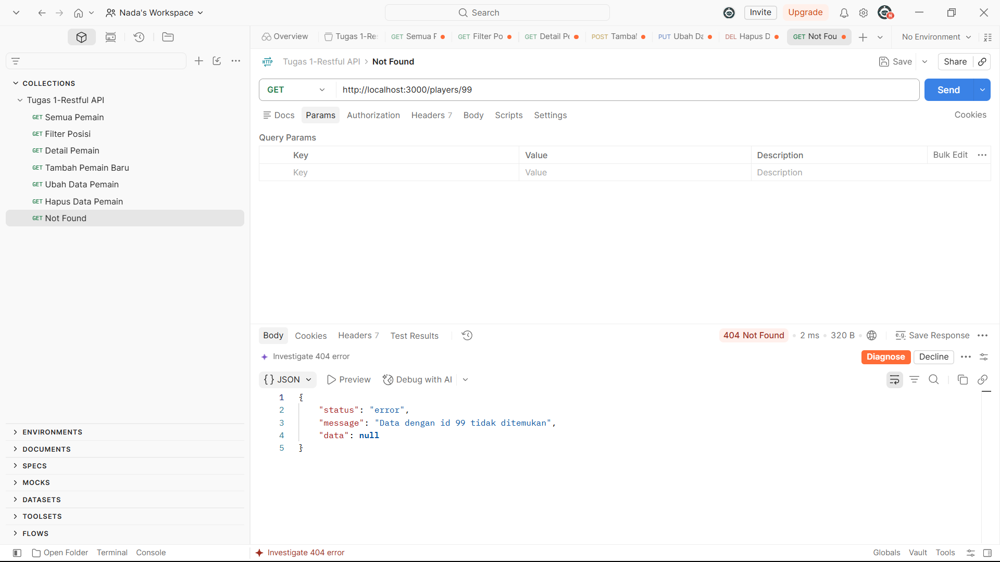 Nada's Workspace
Search
Invite
Upgrade
N
Overview
Tugas 1-Res
GET Semua P
GET Filter Po
GET Detail Pe
POST Tambal
PUT Ubah Da
DEL Hapus D
GET Not Fou
No Environment
COLLECTIONS
Tugas 1-Restful API
GET Semua Pemain
GET Filter Posisi
GET Detail Pemain
GET Tambah Pemain Baru
GET Ubah Data Pemain
GET Hapus Data Pemain
GET Not Found
ENVIRONMENTS
DOCUMENTS
SPECS
MOCKS
DATASETS
TOOLSETS
FLOWS
HTTP Tugas 1-Restful API > Not Found
Save
Share
GET http://localhost:3000/players/99
Send
Docs Params Authorization Headers 7 Body Scripts Settings
Cookies
Query Params
Key Value Description Bulk Edit
Key Value Description
Body Cookies Headers 7 Test Results
404 Not Found • 2 ms • 320 B
e.g. Save Response
Investigate 404 error
Diagnose Decline
{} JSON Preview Debug with AI
1 {
2 "status": "error",
3 "message": "Data dengan id 99 tidak ditemukan",
4 "data": null
5 }
Open Folder Terminal Console
Investigate 404 error
Globals Vault Tools